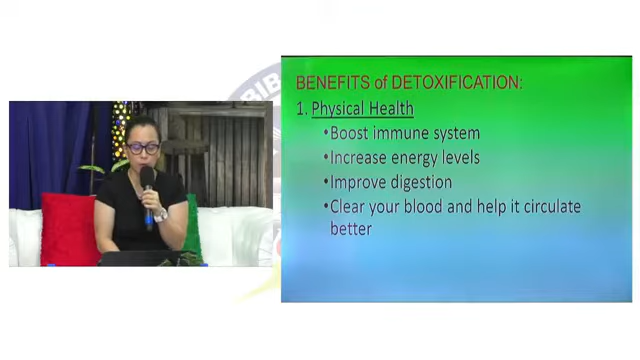 BENEFITS of DETOXIFICATION:
1. Physical Health
•Boost immune system
•Increase energy levels
•Improve digestion
•Clear your blood and help it circulate
better